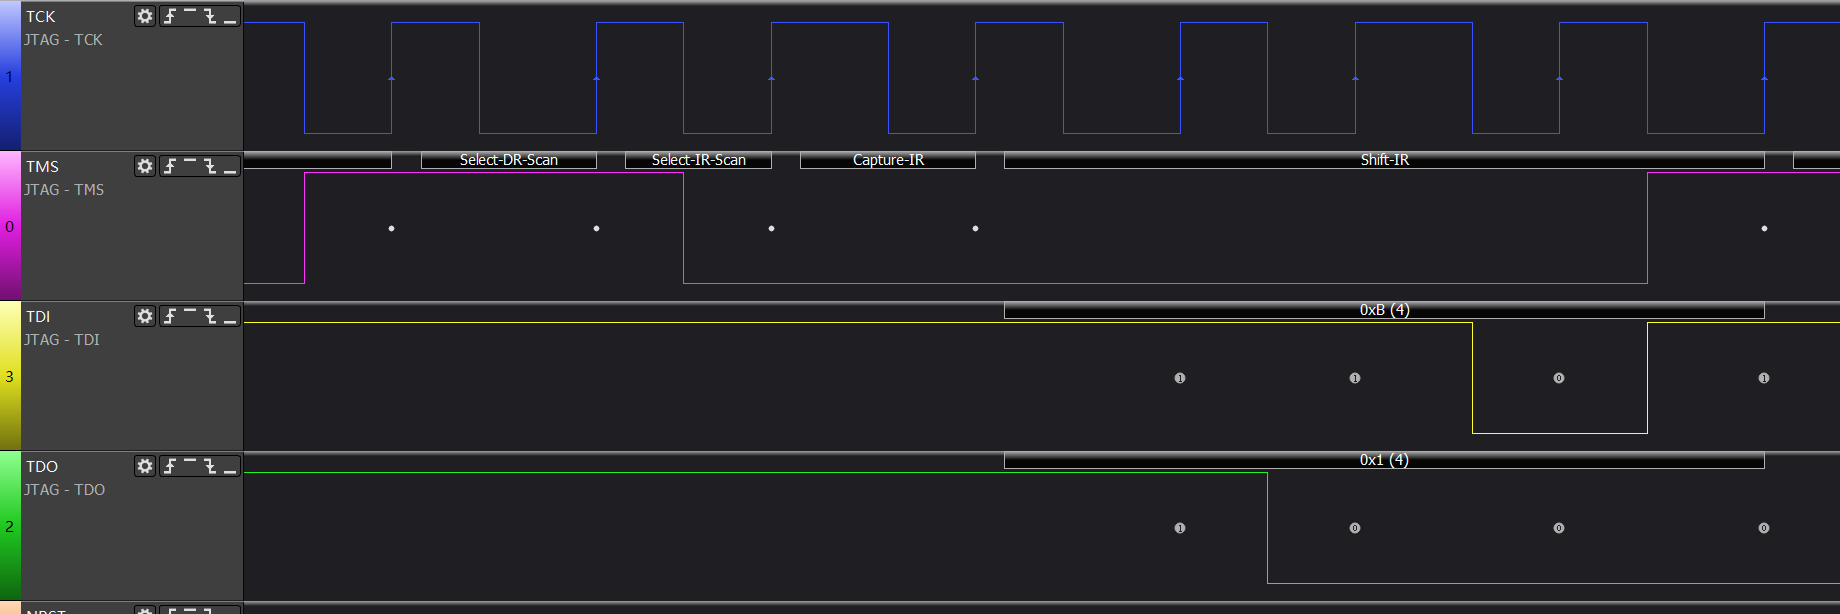 TCK
JTAG - TCK
1
Select-DR-Scan
Select-IR-Scan
Capture-IR
Shift-IR
TMS
JTAG - TMS
0
0xB (4)
TDI
JTAG - TDI
3
1 1 0 1
0x1 (4)
TDO
JTAG - TDO
2
1 0 0 0